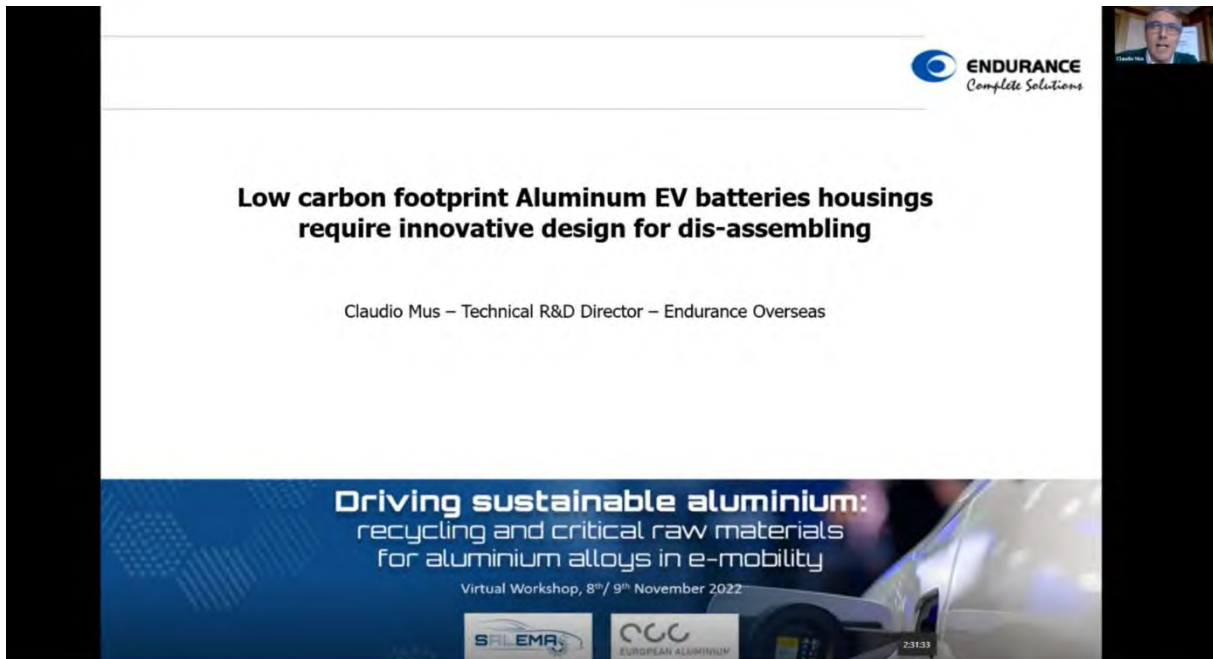 ENDURANCE
Complete Solutions
Claudio Mus
Low carbon footprint Aluminum EV batteries housings
require innovative design for dis-assembling
Claudio Mus – Technical R&D Director – Endurance Overseas
Driving sustainable aluminium:
recycling and critical raw materials
for aluminium alloys in e-mobility
Virtual Workshop, 8th/ 9th November 2022
SALEMA
EUROPEAN ALUMINIUM
2:31:33